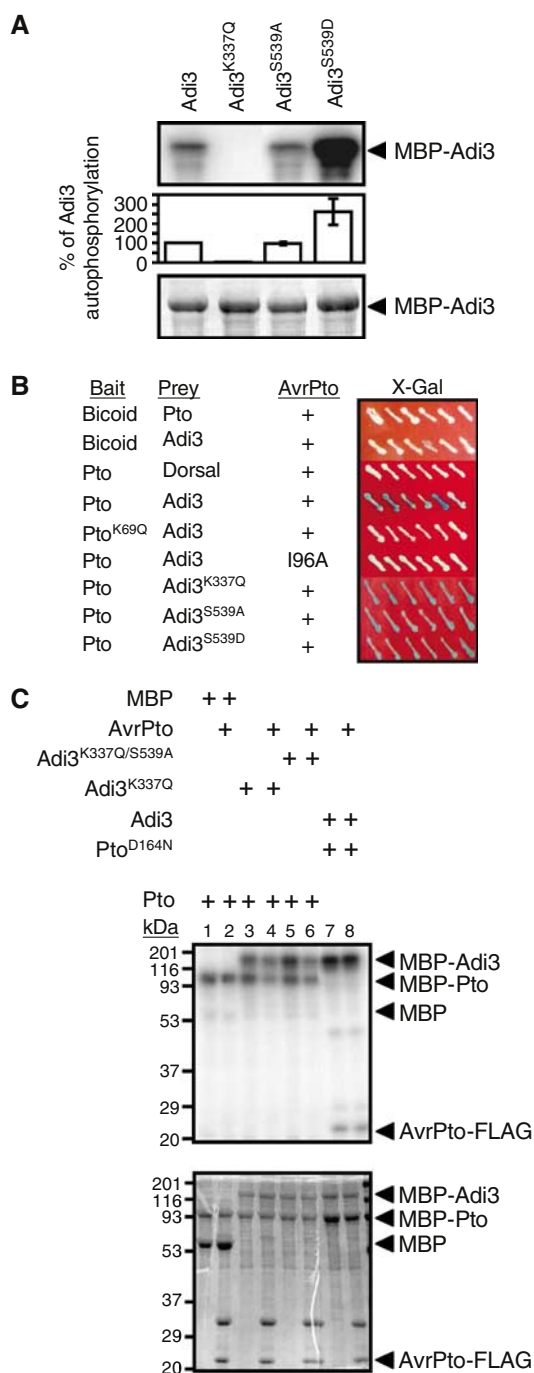 A
Adi3 Adi3K337Q Adi3S539A Adi3S539D
MBP-Adi3
% of Adi3
autophosphorylation
300
200
100
0
MBP-Adi3
B
Bait Prey AvrPto X-Gal
Bicoid Pto +
Bicoid Adi3 +
Pto Dorsal +
Pto Adi3 +
PtoK69Q Adi3 +
Pto Adi3 I96A
Pto Adi3K337Q +
Pto Adi3S539A +
Pto Adi3S539D +
C
MBP + +
AvrPto + + + +
Adi3K337Q/S539A + +
Adi3K337Q + +
Adi3 + +
PtoD164N + +
Pto + + + + + +
kDa 1 2 3 4 5 6 7 8
201
116
93
53
37
29
20
MBP-Adi3
MBP-Pto
MBP
AvrPto-FLAG
201
116
93
53
37
29
20
MBP-Adi3
MBP-Pto
MBP
AvrPto-FLAG